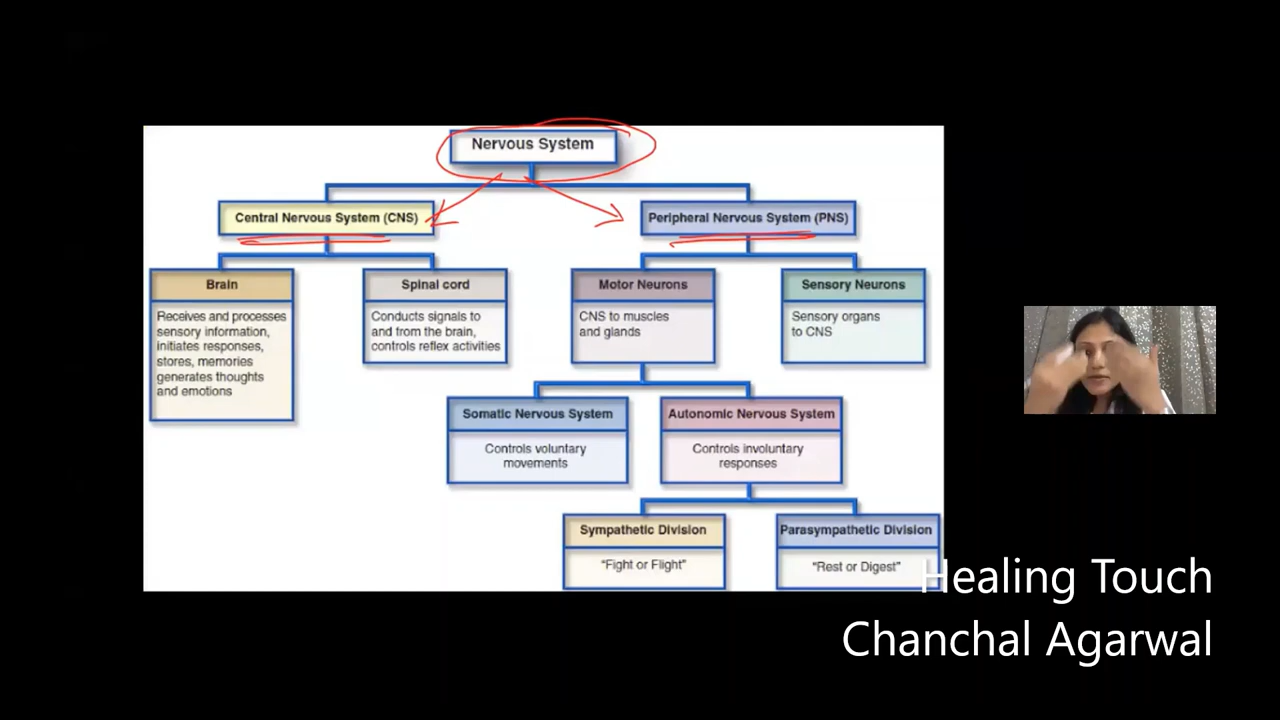 Nervous System
Central Nervous System (CNS)
Peripheral Nervous System (PNS)
Brain
Receives and processes
sensory information,
initiates responses,
stores, memories
generates thoughts
and emotions
Spinal cord
Conducts signals to
and from the brain,
controls reflex activities
Motor Neurons
CNS to muscles
and glands
Sensory Neurons
Sensory organs
to CNS
Somatic Nervous System
Controls voluntary
movements
Autonomic Nervous System
Controls involuntary
responses
Sympathetic Division
“Fight or Flight”
Parasympathetic Division
“Rest or Digest”
Healing Touch
Chanchal Agarwal